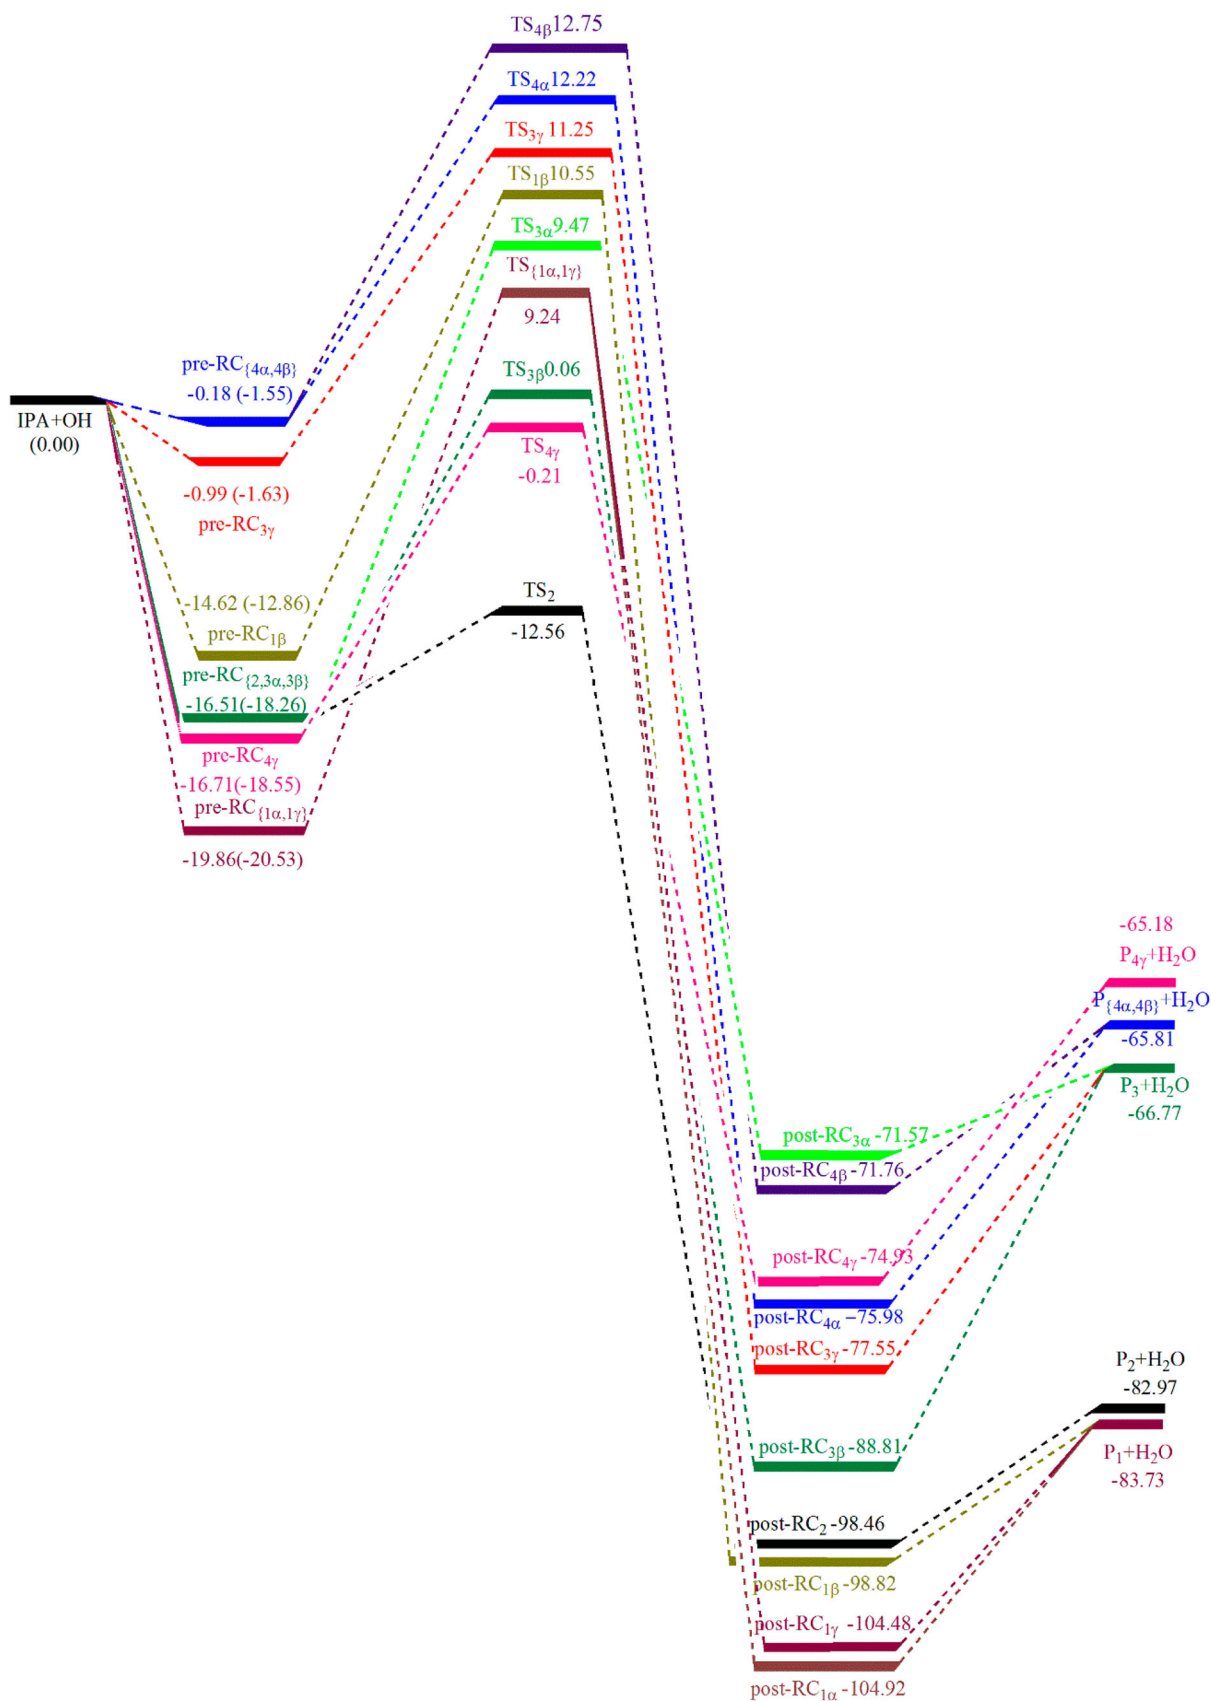 TS4β12.75
TS4α12.22
TS3γ 11.25
TS1β10.55
TS3α9.47
TS{1α,1γ}
9.24
TS3β0.06
TS4γ
-0.21
TS2
-12.56
IPA+OH
(0.00)
pre-RC{4α,4β}
-0.18 (-1.55)
-0.99 (-1.63)
pre-RC3γ
-14.62 (-12.86)
pre-RC1β
pre-RC{2,3α,3β}
-16.51(-18.26)
pre-RC4γ
-16.71(-18.55)
pre-RC{1α,1γ}
-19.86(-20.53)
-65.18
P4γ+H2O
P{4α,4β}+H2O
-65.81
P3+H2O
-66.77
post-RC3α -71.57
post-RC4β -71.76
post-RC4γ -74.93
post-RC4α −75.98
post-RC3γ -77.55
post-RC3β -88.81
P2+H2O
-82.97
P1+H2O
-83.73
post-RC2 -98.46
post-RC1β -98.82
post-RC1γ -104.48
post-RC1α -104.92